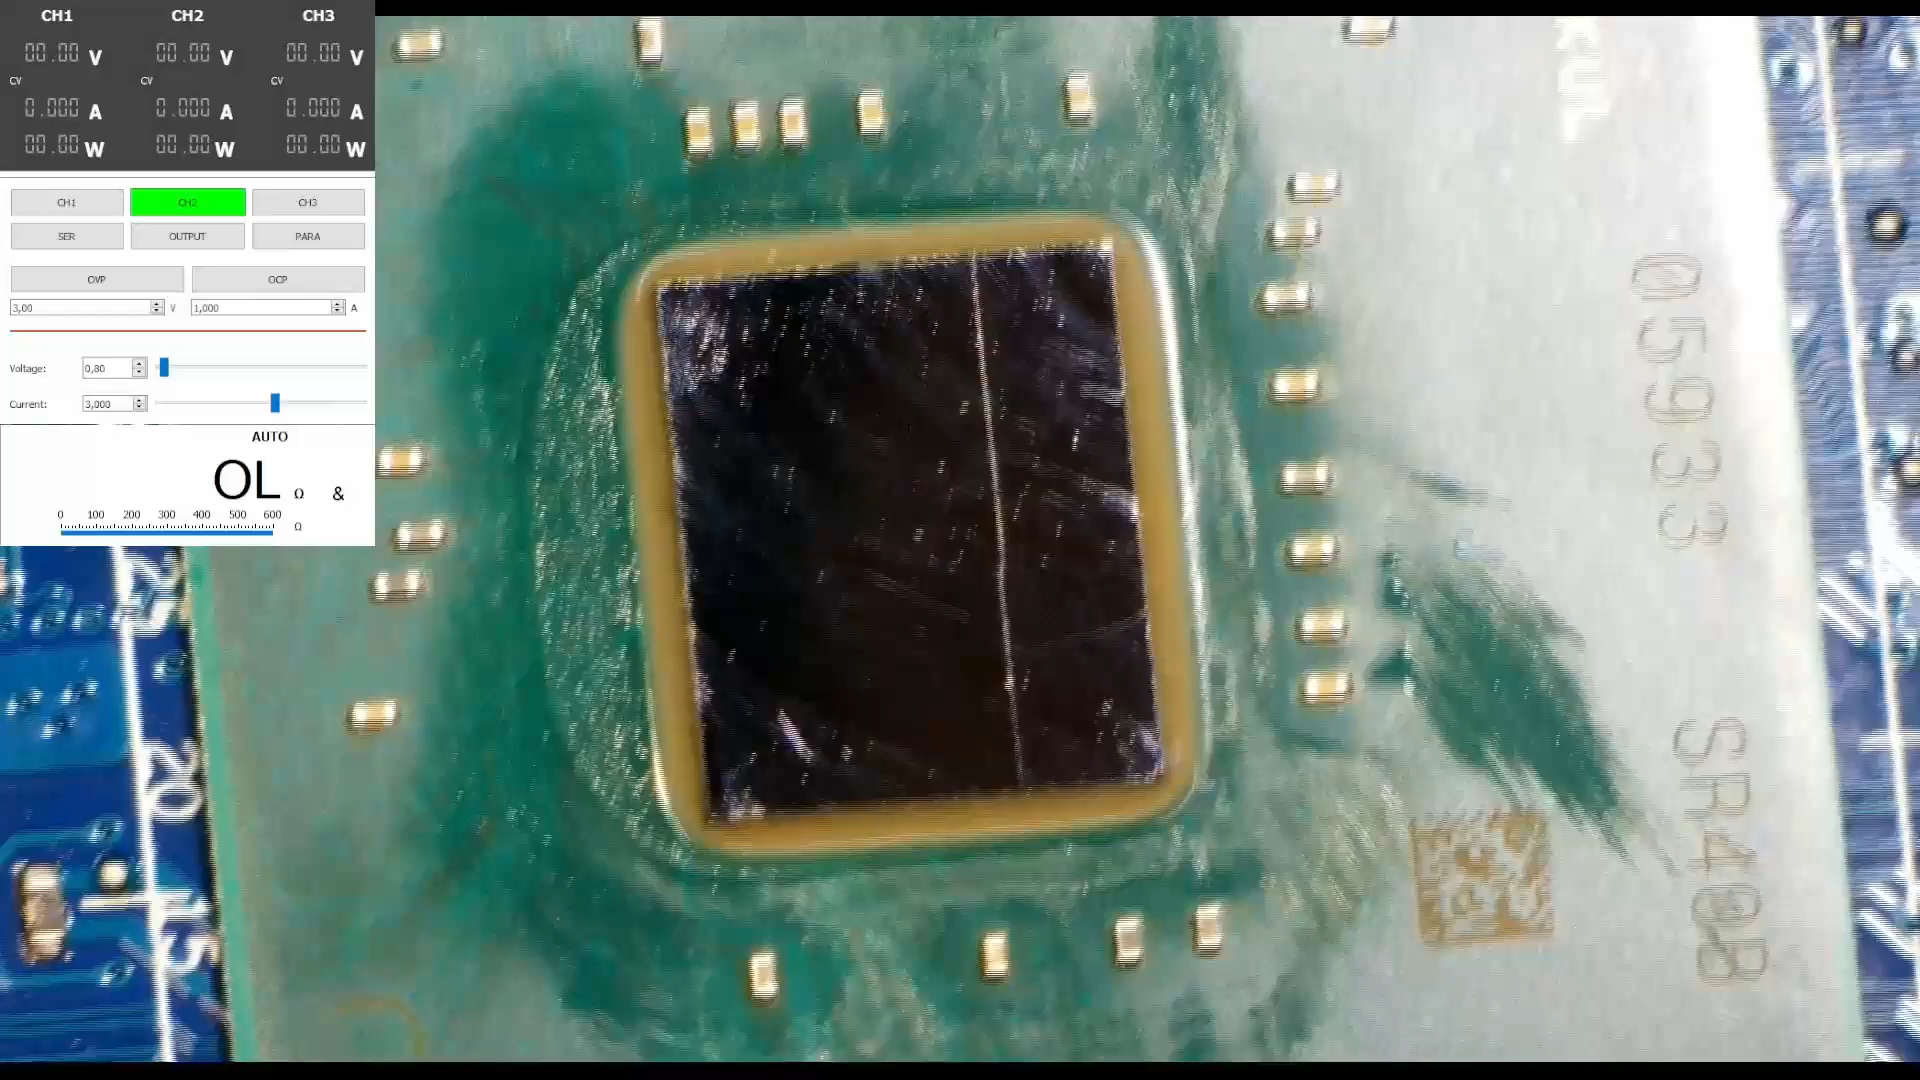 CH1 CH2 CH3
00.00 V 00.00 V 00.00 V
CV CV CV
0.000 A 0.000 A 0.000 A
00.00 W 00.00 W 00.00 W
CH1 CH2 CH3
SER OUTPUT PARA
OVP OCP
3,00 V 1,000 A
Voltage: 0,80
Current: 3,000
AUTO
OL Ω &
0 100 200 300 400 500 600 Ω
05933
SR40B